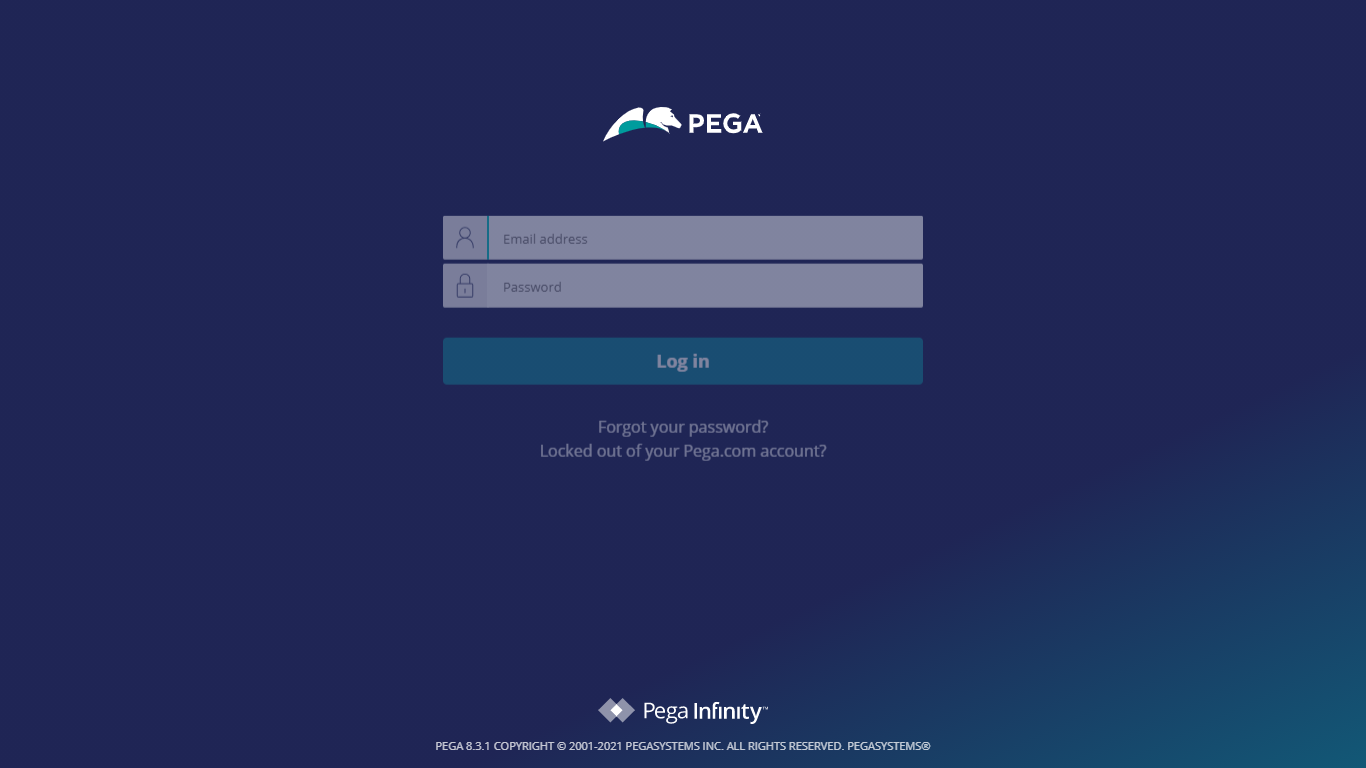 PEGA
Email address
Password
Log in
Forgot your password?
Locked out of your Pega.com account?
Pega Infinity™
PEGA 8.3.1 COPYRIGHT © 2001-2021 PEGASYSTEMS INC. ALL RIGHTS RESERVED. PEGASYSTEMS®